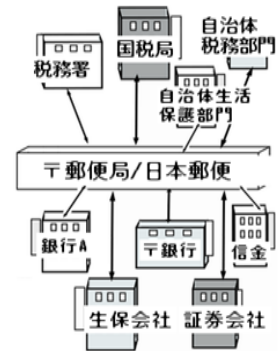 税務署
国税局
自治体
税務部門
自治体生活
保護部門
〒郵便局/日本郵便
銀行A
〒銀行
信金
生保会社
証券会社